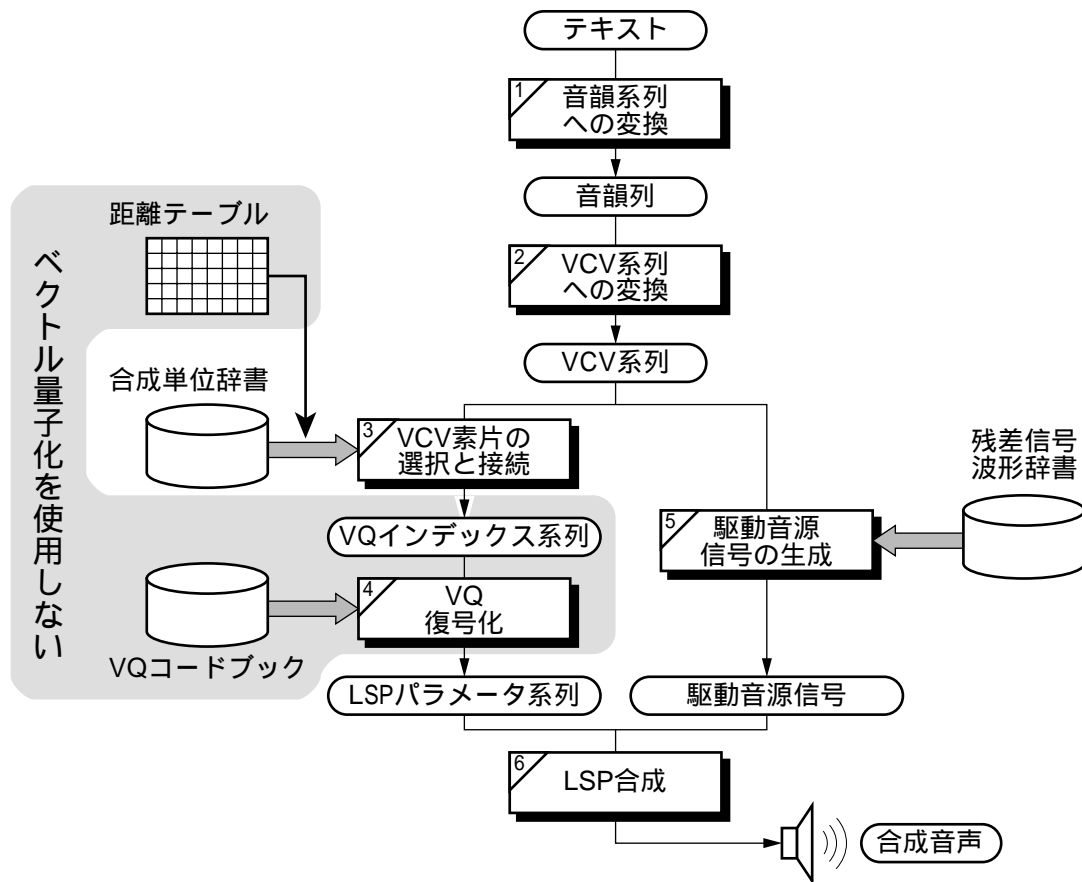 テキスト
1
音韻系列
への変換
音韻列
距離テーブル
2
VCV系列
への変換
ベクトル量子化を使用しない
VCV系列
合成単位辞書
3
VCV素片の
選択と接続
残差信号
波形辞書
VQインデックス系列
5
駆動音源
信号の生成
4
VQ
復号化
VQコードブック
LSPパラメータ系列
駆動音源信号
6
LSP合成
合成音声